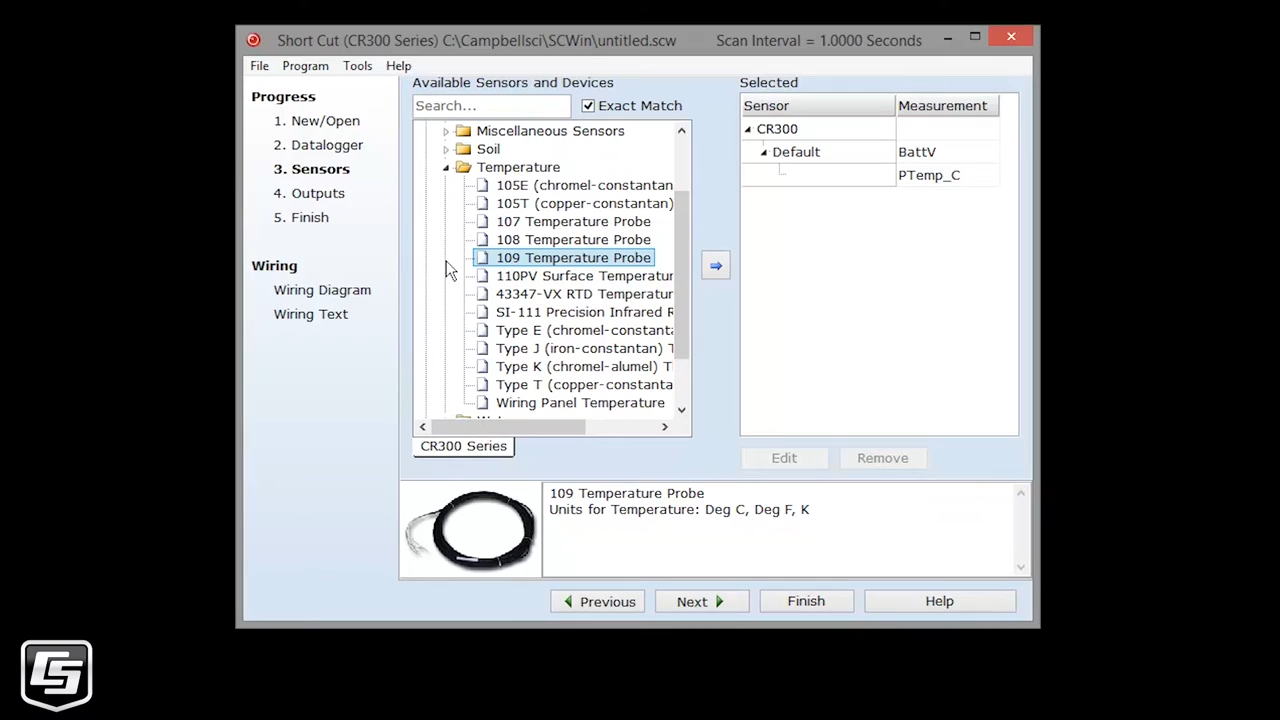 Short Cut (CR300 Series) C:\Campbellsci\SCWin\untitled.scw Scan Interval = 1.0000 Seconds
File Program Tools Help
Progress
1. New/Open
2. Datalogger
3. Sensors
4. Outputs
5. Finish
Wiring
Wiring Diagram
Wiring Text
Available Sensors and Devices
Search... Exact Match
Miscellaneous Sensors
Soil
Temperature
105E (chromel-constantan
105T (copper-constantan)
107 Temperature Probe
108 Temperature Probe
109 Temperature Probe
110PV Surface Temperatur
43347-VX RTD Temperatur
SI-111 Precision Infrared R
Type E (chromel-constanta
Type J (iron-constantan) T
Type K (chromel-alumel) T
Type T (copper-constanta
Wiring Panel Temperature
CR300 Series
Selected
Sensor Measurement
CR300
Default BattV
PTemp_C
Edit Remove
109 Temperature Probe
Units for Temperature: Deg C, Deg F, K
Previous Next Finish Help
CS